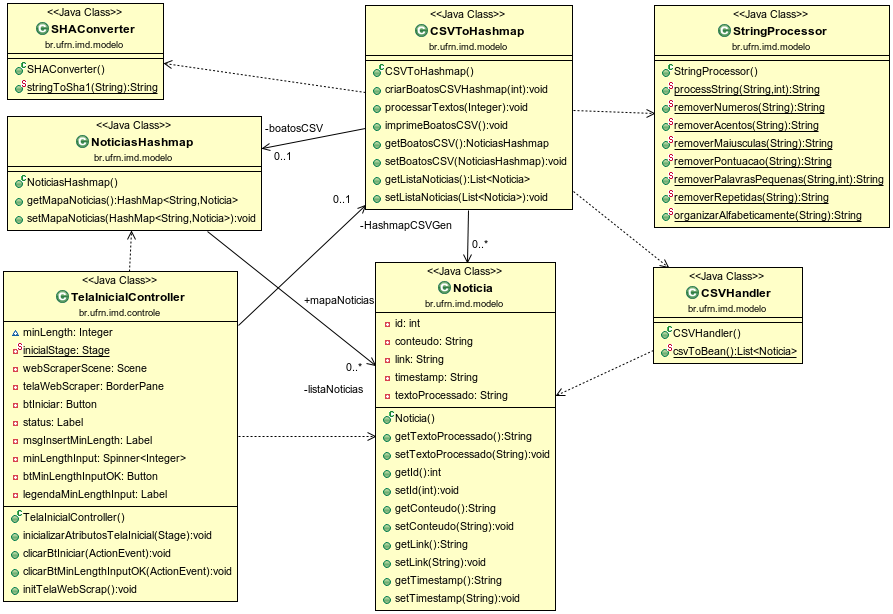 <<Java Class>>
SHAConverter
br.ufrn.imd.modelo
SHAConverter()
stringToSha1(String):String
<<Java Class>>
CSVToHashmap
br.ufrn.imd.modelo
CSVToHashmap()
criarBoatosCSVHashmap(int):void
processarTextos(Integer):void
imprimeBoatosCSV():void
getBoatosCSV():NoticiasHashmap
setBoatosCSV(NoticiasHashmap):void
getListaNoticias():List<Noticia>
setListaNoticias(List<Noticia>):void
<<Java Class>>
StringProcessor
br.ufrn.imd.modelo
StringProcessor()
processString(String,int):String
removerNumeros(String):String
removerAcentos(String):String
removerMaiusculas(String):String
removerPontuacao(String):String
removerPalavrasPequenas(String,int):String
removerRepetidas(String):String
organizarAlfabeticamente(String):String
<<Java Class>>
NoticiasHashmap
br.ufrn.imd.modelo
NoticiasHashmap()
getMapaNoticias():HashMap<String,Noticia>
setMapaNoticias(HashMap<String,Noticia>):void
-boatosCSV
0..1
0..1
-HashmapCSVGen
0..*
+mapaNoticias
0..*
-listaNoticias
<<Java Class>>
TelaInicialController
br.ufrn.imd.controle
minLength: Integer
inicialStage: Stage
webScraperScene: Scene
telaWebScraper: BorderPane
btIniciar: Button
status: Label
msgInsertMinLength: Label
minLengthInput: Spinner<Integer>
btMinLengthInputOK: Button
legendaMinLengthInput: Label
TelaInicialController()
inicializarAtributosTelaInicial(Stage):void
clicarBtIniciar(ActionEvent):void
clicarBtMinLengthInputOK(ActionEvent):void
initTelaWebScrap():void
<<Java Class>>
Noticia
br.ufrn.imd.modelo
id: int
conteudo: String
link: String
timestamp: String
textoProcessado: String
Noticia()
getTextoProcessado():String
setTextoProcessado(String):void
getId():int
setId(int):void
getConteudo():String
setConteudo(String):void
getLink():String
setLink(String):void
getTimestamp():String
setTimestamp(String):void
<<Java Class>>
CSVHandler
br.ufrn.imd.modelo
CSVHandler()
csvToBean():List<Noticia>